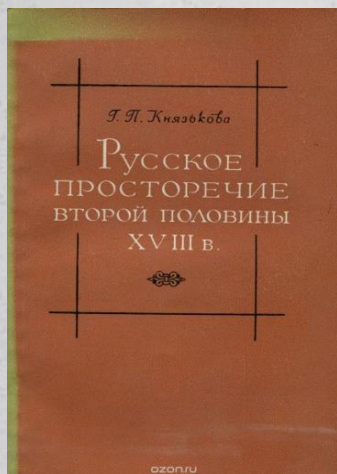 Г. П. Князькова
Русское
просторечие
второй половины
XVIII в.
ozon.ru